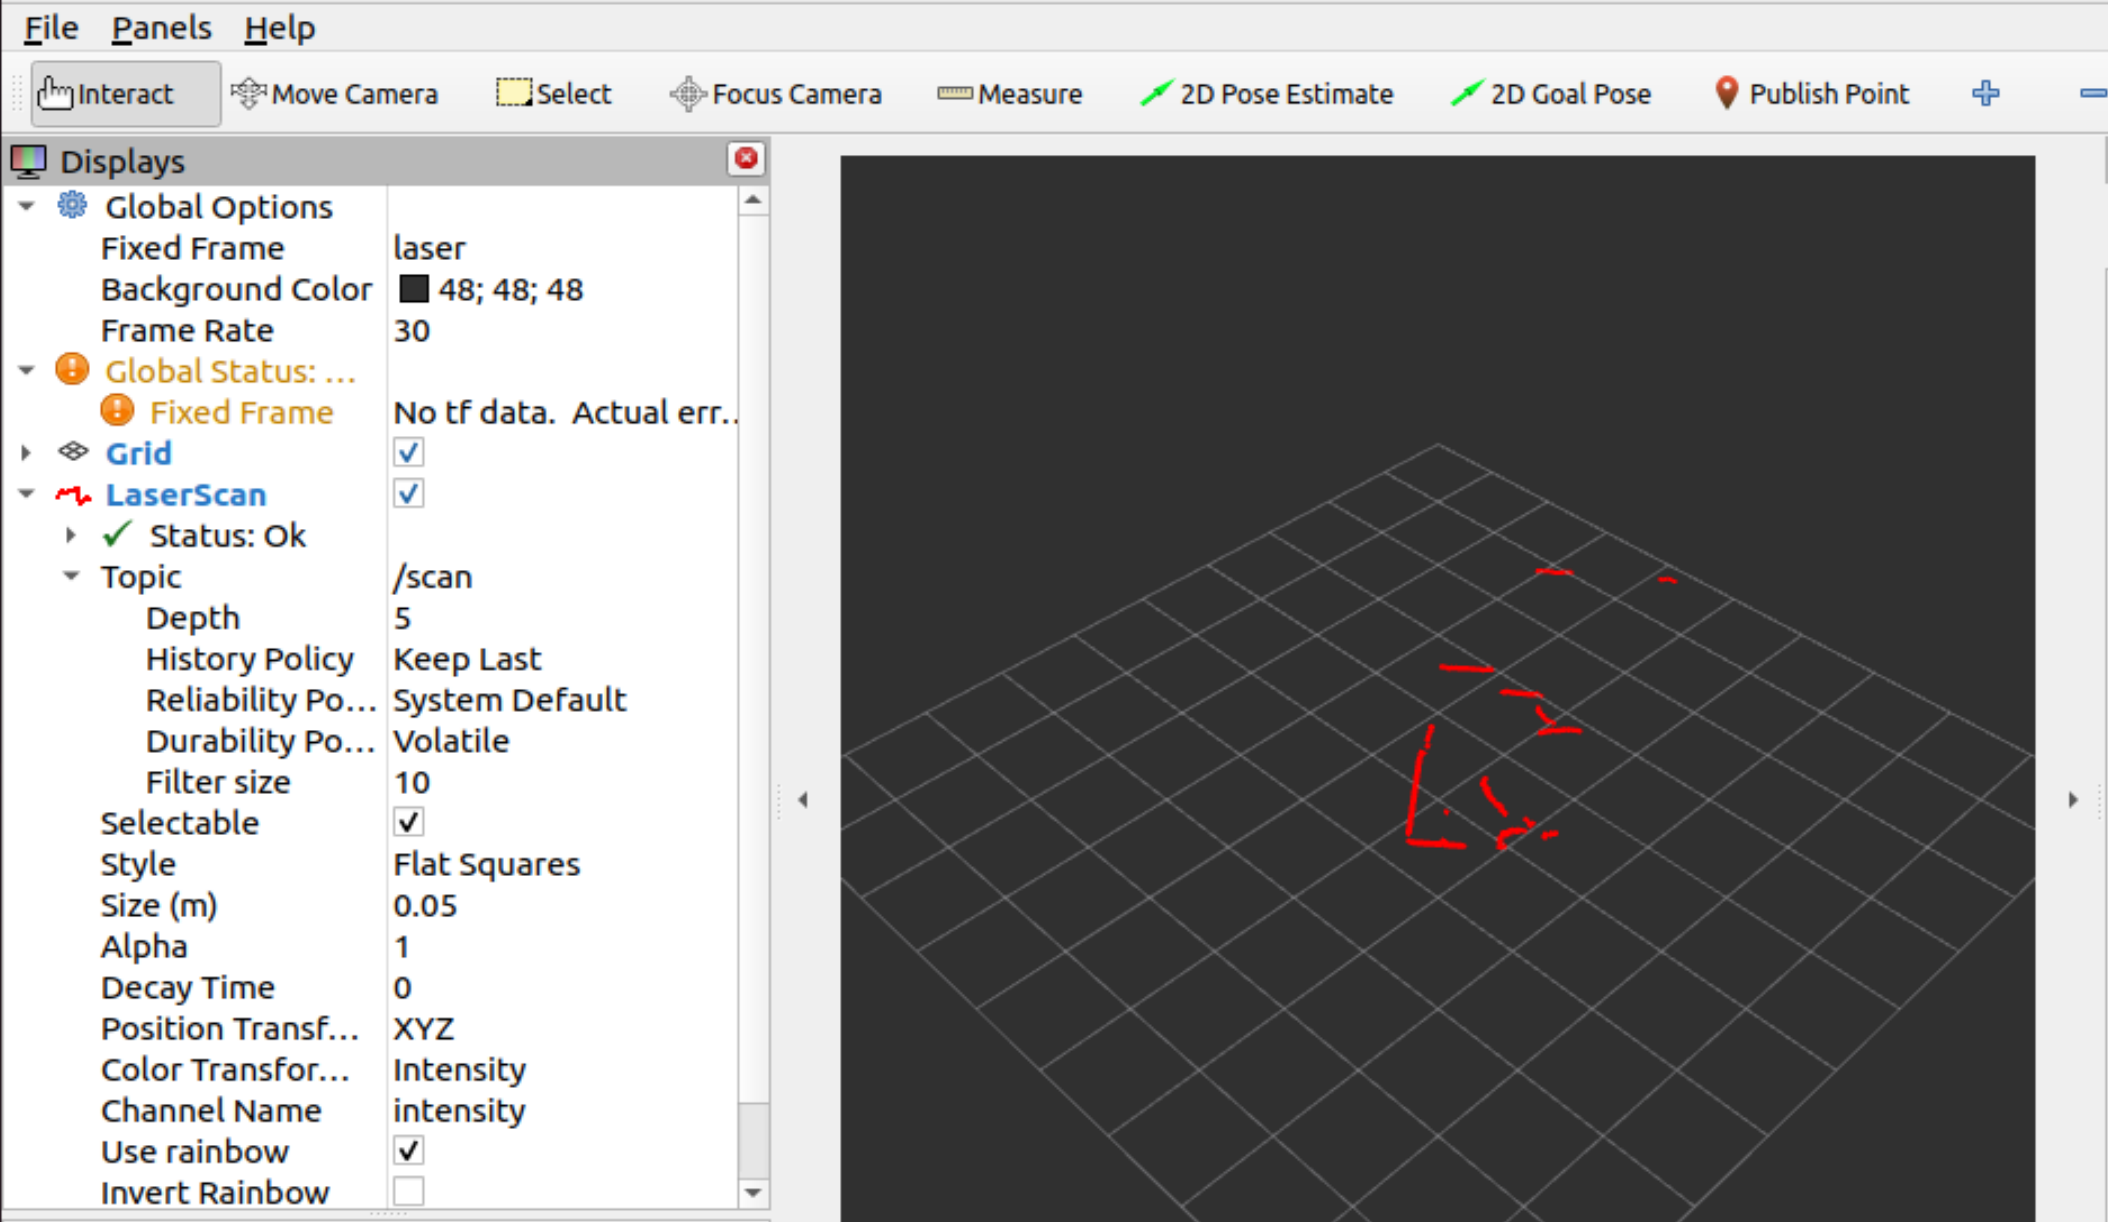 File Panels Help
Interact Move Camera Select Focus Camera Measure 2D Pose Estimate 2D Goal Pose Publish Point
Displays
Global Options
Fixed Frame laser
Background Color 48; 48; 48
Frame Rate 30
Global Status: ...
Fixed Frame No tf data.  Actual err..
Grid
LaserScan
Status: Ok
Topic /scan
Depth 5
History Policy Keep Last
Reliability Po... System Default
Durability Po... Volatile
Filter size 10
Selectable
Style Flat Squares
Size (m) 0.05
Alpha 1
Decay Time 0
Position Transf... XYZ
Color Transfor... Intensity
Channel Name intensity
Use rainbow
Invert Rainbow